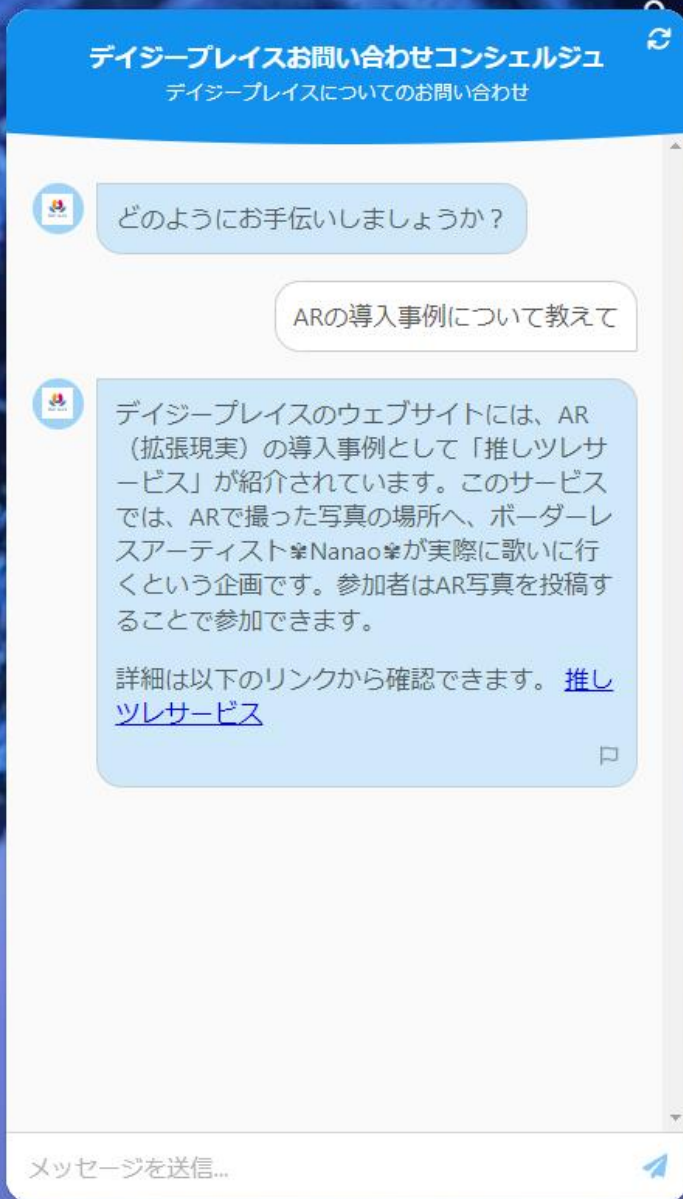 デイジープレイスお問い合わせコンシェルジュ
デイジープレイスについてのお問い合わせ
どのようにお手伝いしましょうか？
ARの導入事例について教えて
デイジープレイスのウェブサイトには、AR
（拡張現実）の導入事例として「推しツレサ
ービス」が紹介されています。このサービス
では、ARで撮った写真の場所へ、ボーダーレ
スアーティスト✾Nanao✾が実際に歌いに行
くという企画です。参加者はAR写真を投稿す
ることで参加できます。
詳細は以下のリンクから確認できます。 推し
ツレサービス
メッセージを送信...